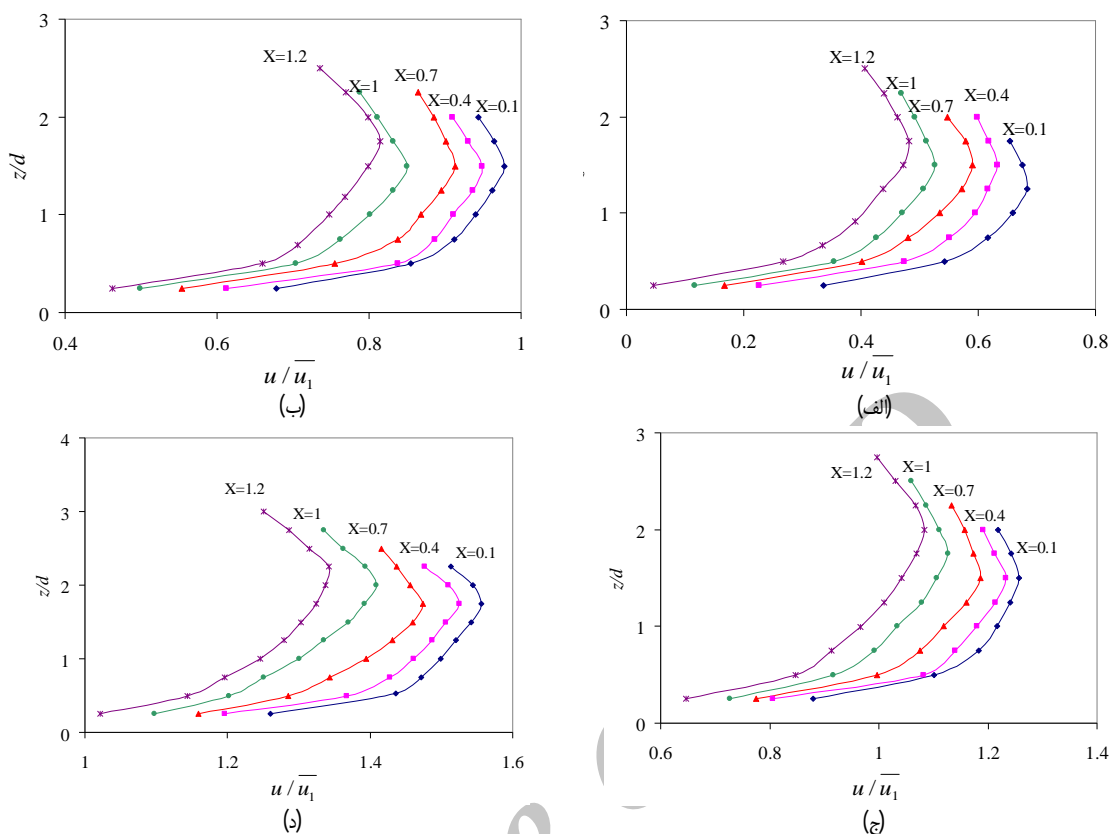 3
2
1
0
z/d
X=1.2
X=1
X=0.7
X=0.4
X=0.1
0.4 0.6 0.8 1
u / u̅₁
(ب)
3
2
1
0
X=1.2
X=1
X=0.7
X=0.4
X=0.1
0 0.2 0.4 0.6 0.8
u / u̅₁
(الف)
4
3
2
1
0
z/d
X=1.2
X=1
X=0.7
X=0.4
X=0.1
1 1.2 1.4 1.6
u / u̅₁
(د)
3
2
1
0
z/d
X=1.2
X=1
X=0.7
X=0.4
X=0.1
0.6 0.8 1 1.2 1.4
u / u̅₁
(ج)